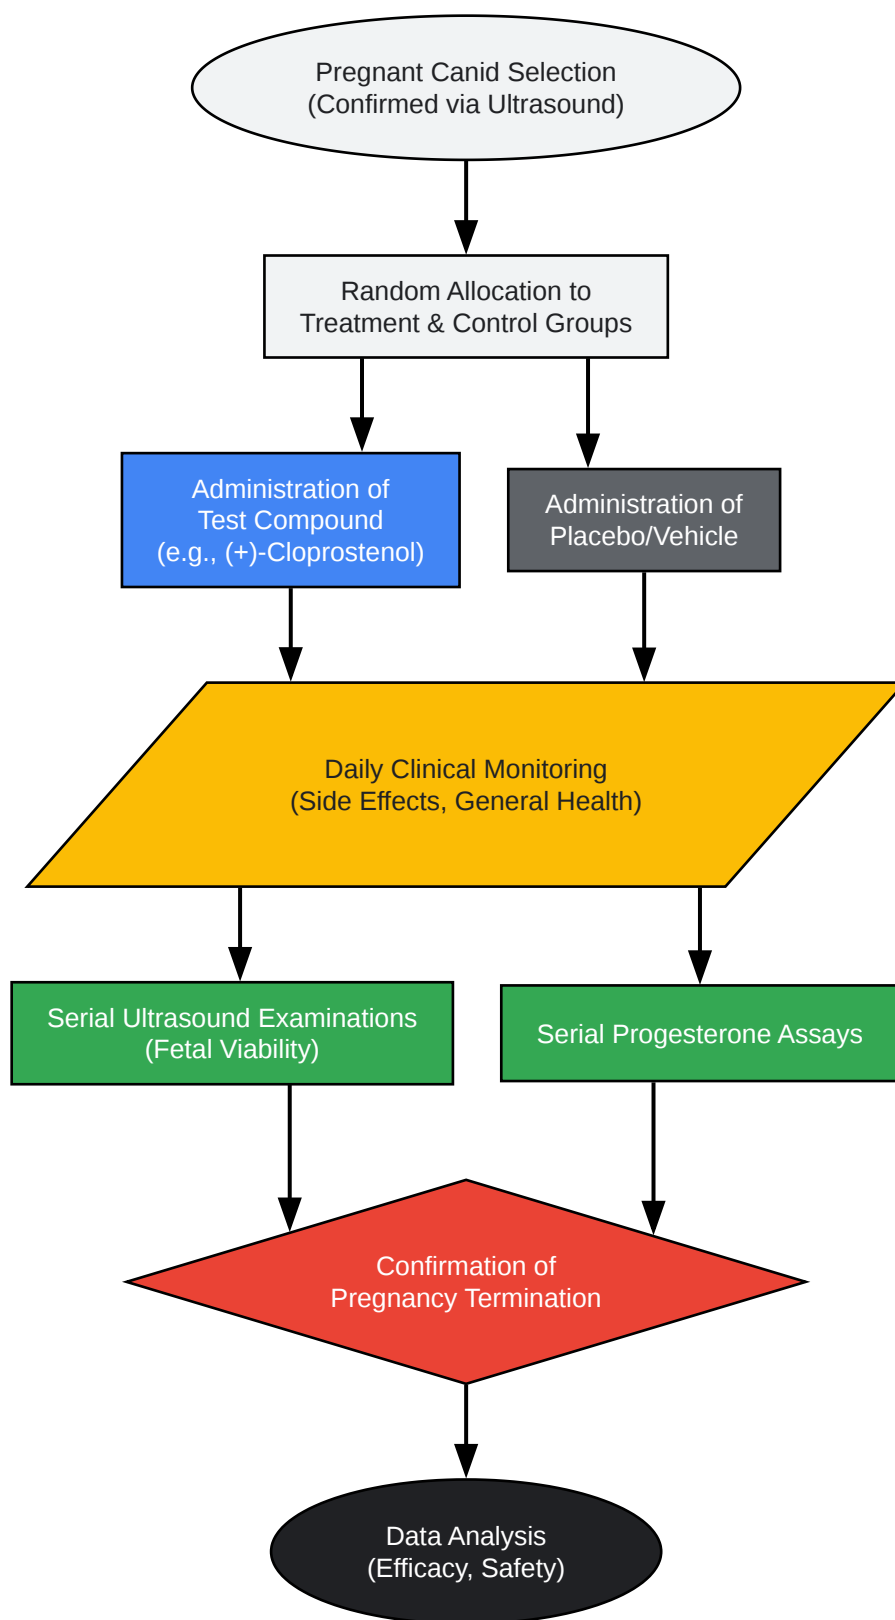 Pregnant Canid Selection
(Confirmed via Ultrasound)
Random Allocation to
Treatment & Control Groups
Administration of
Test Compound
(e.g., (+)-Cloprostenol)
Administration of
Placebo/Vehicle
Daily Clinical Monitoring
(Side Effects, General Health)
Serial Ultrasound Examinations
(Fetal Viability)
Serial Progesterone Assays
Confirmation of
Pregnancy Termination
Data Analysis
(Efficacy, Safety)